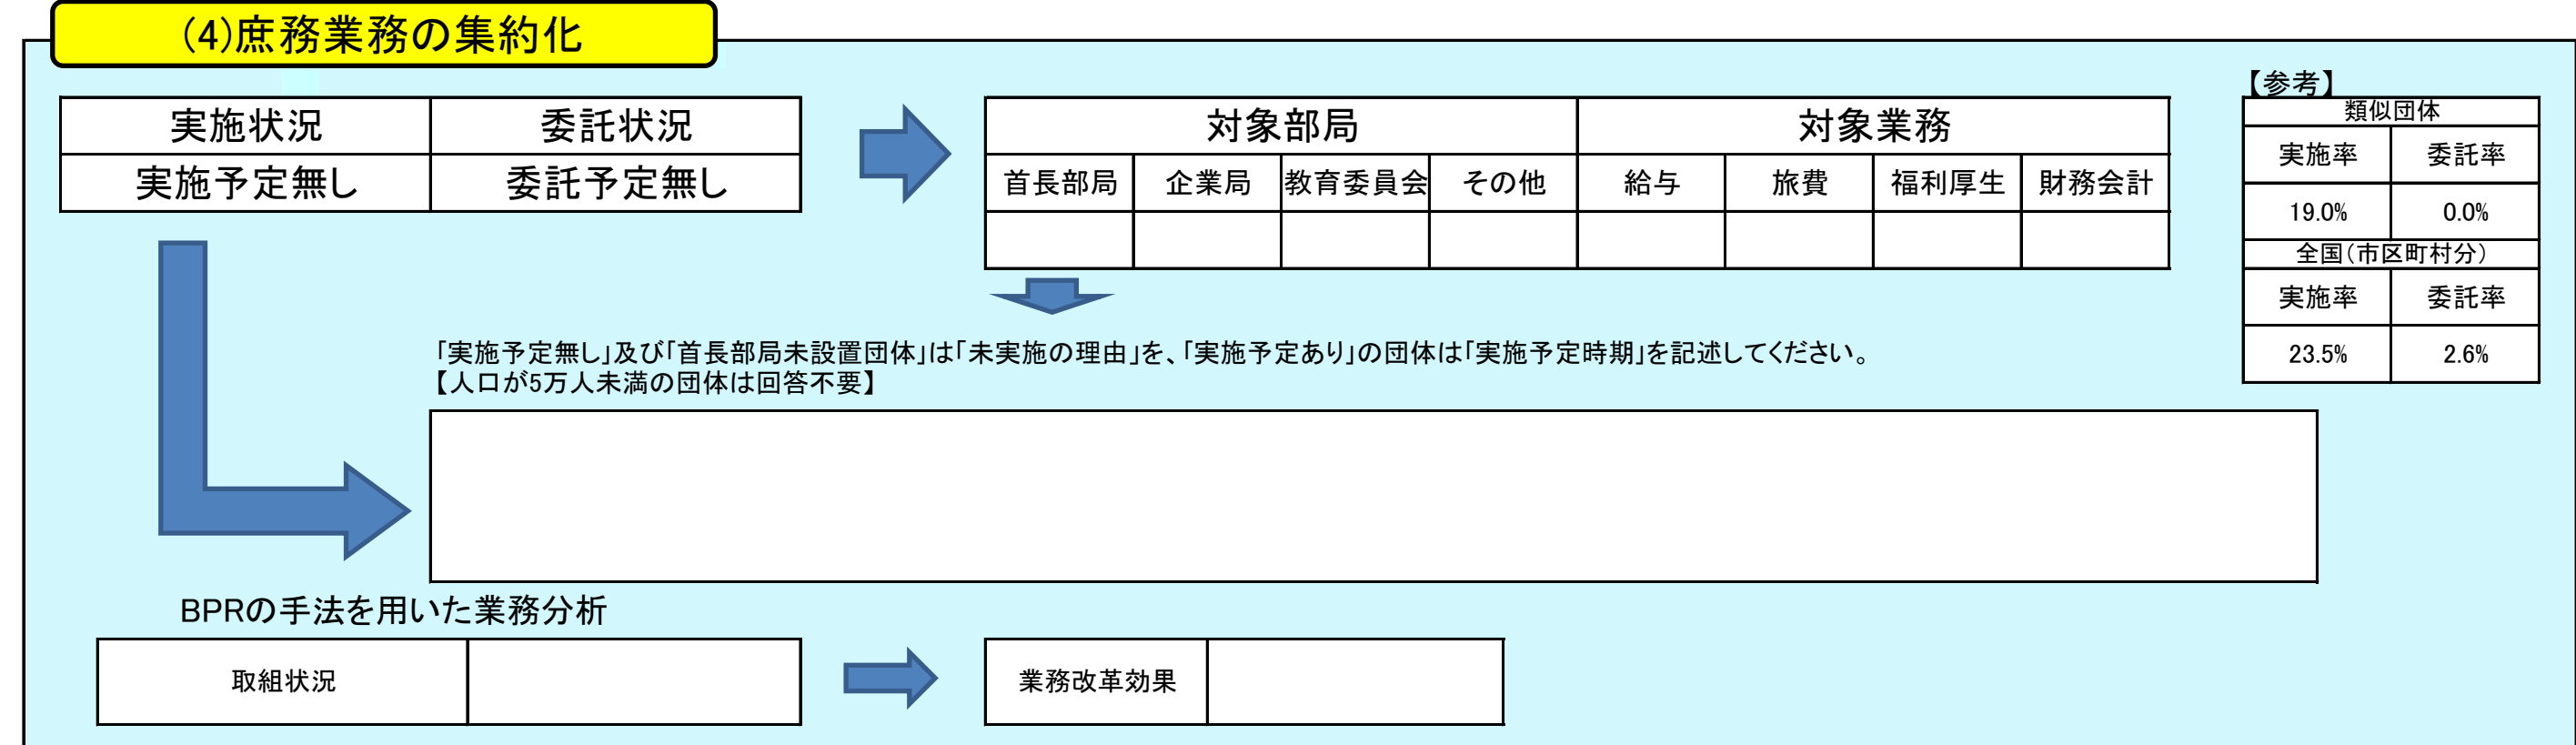 (4)庶務業務の集約化
実施状況 委託状況
実施予定無し 委託予定無し
対象部局 対象業務
首長部局 企業局 教育委員会 その他 給与 旅費 福利厚生 財務会計
【参考】
類似団体
実施率 委託率
19.0% 0.0%
全国(市区町村分)
実施率 委託率
23.5% 2.6%
「実施予定無し」及び「首長部局未設置団体」は「未実施の理由」を、「実施予定あり」の団体は「実施予定時期」を記述してください。
【人口が5万人未満の団体は回答不要】
BPRの手法を用いた業務分析
取組状況
業務改革効果